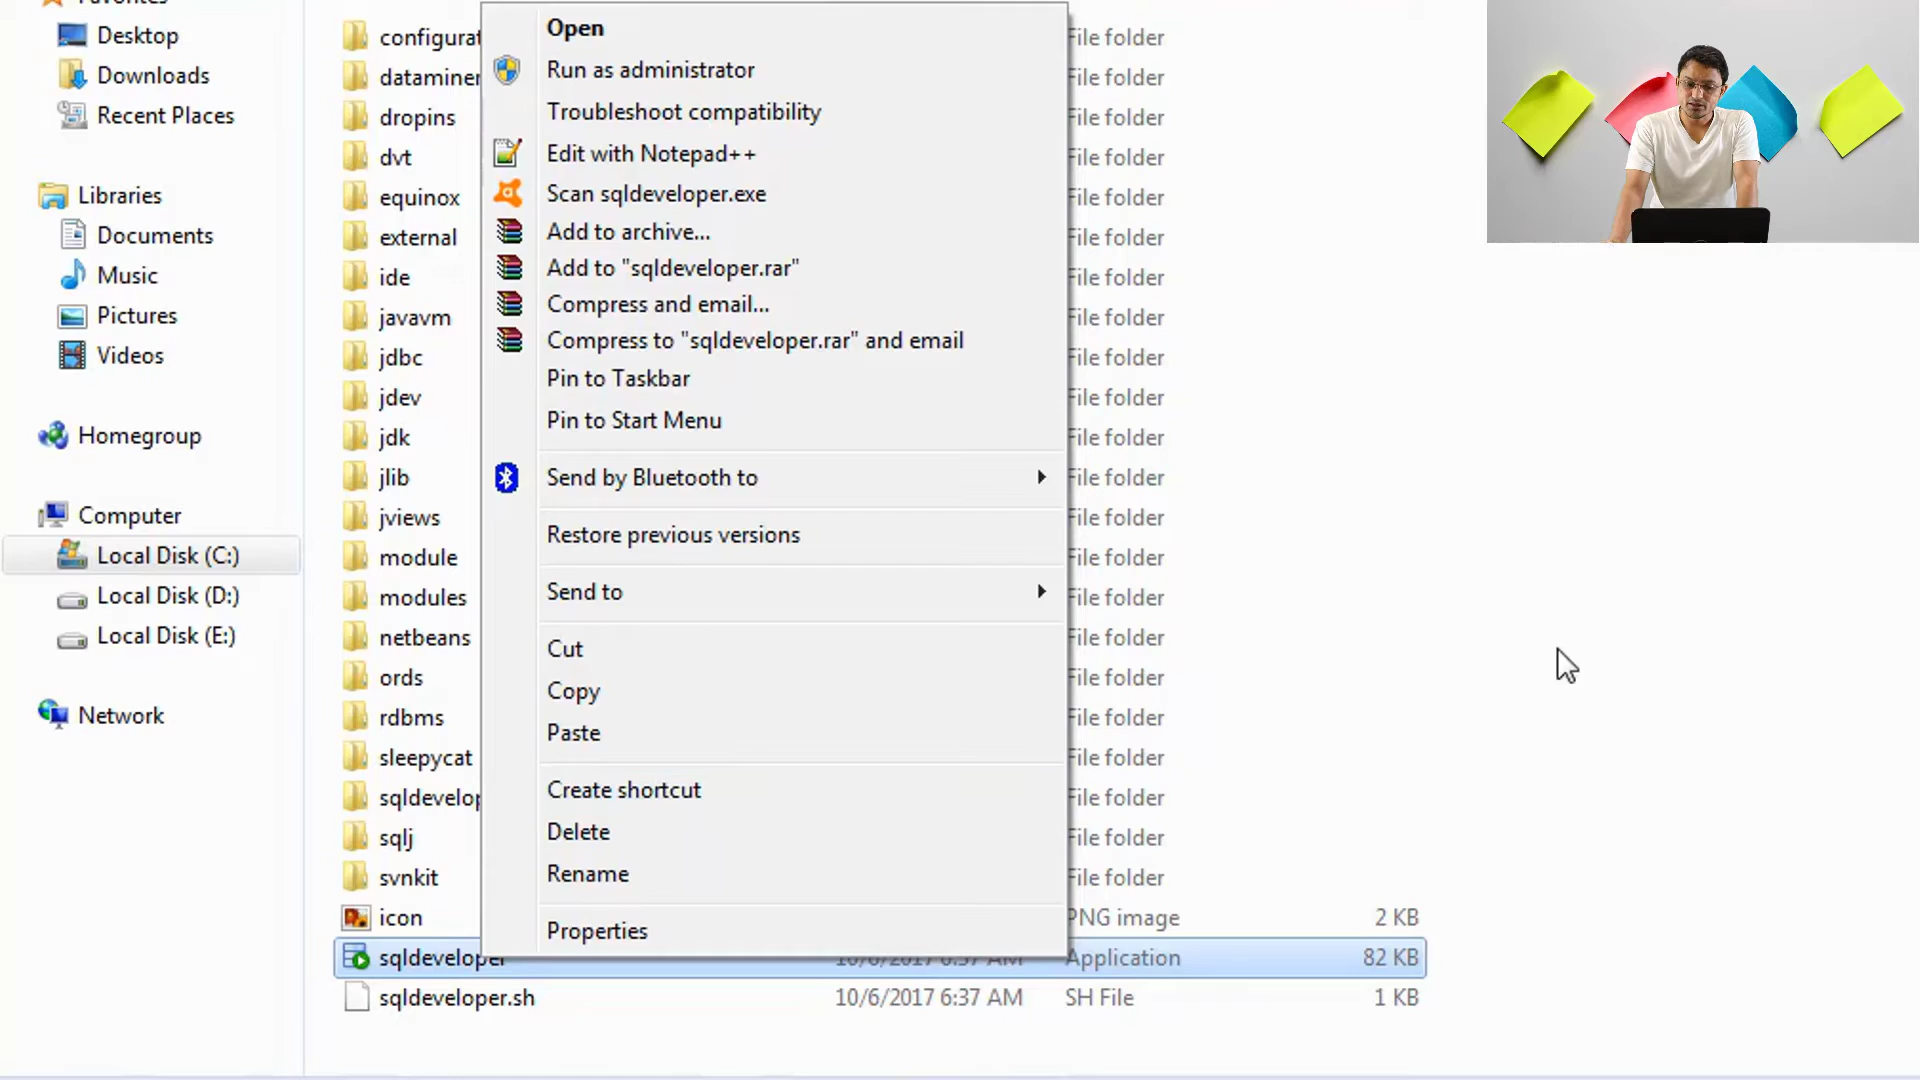 Desktop
Downloads
Recent Places
Libraries
Documents
Music
Pictures
Videos
Homegroup
Computer
Local Disk (C:)
Local Disk (D:)
Local Disk (E:)
Network
File folder
dropins File folder
dvt File folder
equinox File folder
external File folder
ide File folder
javavm File folder
jdbc File folder
jdev File folder
jdk File folder
jlib File folder
jviews File folder
module File folder
modules File folder
netbeans File folder
ords File folder
rdbms File folder
sleepycat File folder
File folder
sqlj File folder
svnkit File folder
icon PNG image 2 KB
sqldeveloper 10/6/2017 6:37 AM Application 82 KB
sqldeveloper.sh 10/6/2017 6:37 AM SH File 1 KB
Open
Run as administrator
Troubleshoot compatibility
Edit with Notepad++
Scan sqldeveloper.exe
Add to archive...
Add to "sqldeveloper.rar"
Compress and email...
Compress to "sqldeveloper.rar" and email
Pin to Taskbar
Pin to Start Menu
Send by Bluetooth to
Restore previous versions
Send to
Cut
Copy
Paste
Create shortcut
Delete
Rename
Properties